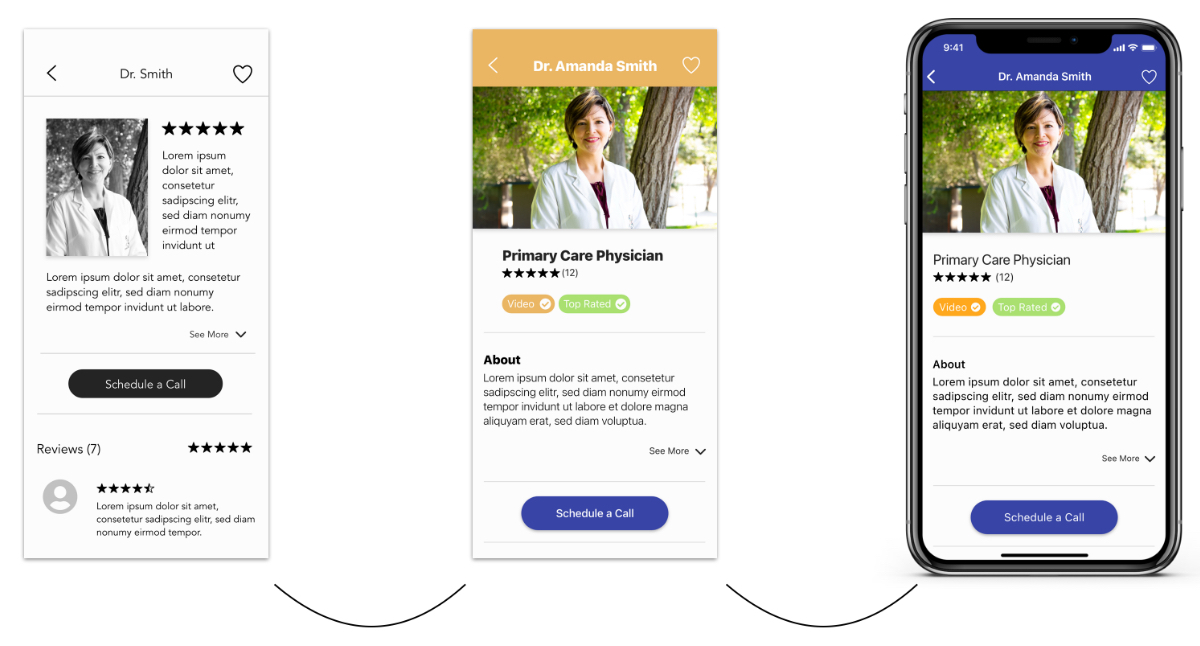 Dr. Smith
Lorem ipsum
dolor sit amet,
consetetur
sadipscing elitr,
sed diam nonumy
eirmod tempor
invidunt ut
Lorem ipsum dolor sit amet, consetetur
sadipscing elitr, sed diam nonumy
eirmod tempor invidunt ut labore.
See More
Schedule a Call
Reviews (7)
Lorem ipsum dolor sit amet,
consetetur sadipscing elitr, sed diam
nonumy eirmod tempor.
Dr. Amanda Smith
Primary Care Physician
(12)
Video
Top Rated
About
Lorem ipsum dolor sit amet, consetetur
sadipscing elitr, sed diam nonumy eirmod
tempor invidunt ut labore et dolore magna
aliquyam erat, sed diam voluptua.
See More
Schedule a Call
9:41
Dr. Amanda Smith
Primary Care Physician
(12)
Video
Top Rated
About
Lorem ipsum dolor sit amet, consetetur
sadipscing elitr, sed diam nonumy eirmod
tempor invidunt ut labore et dolore magna
aliquyam erat, sed diam voluptua.
See More
Schedule a Call